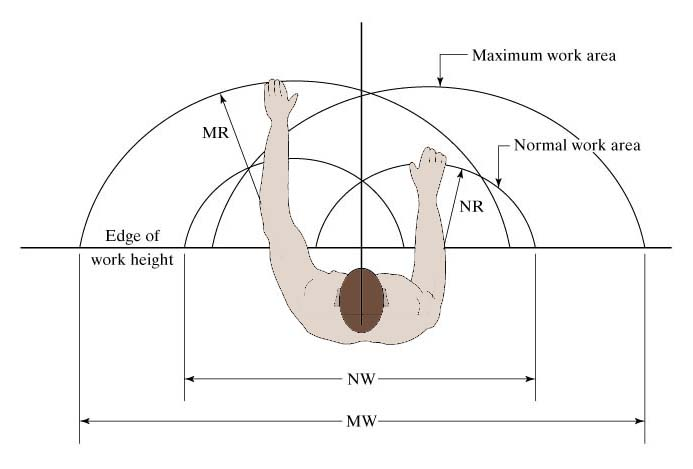 Maximum work area
MR
Normal work area
NR
Edge of
work height
NW
MW